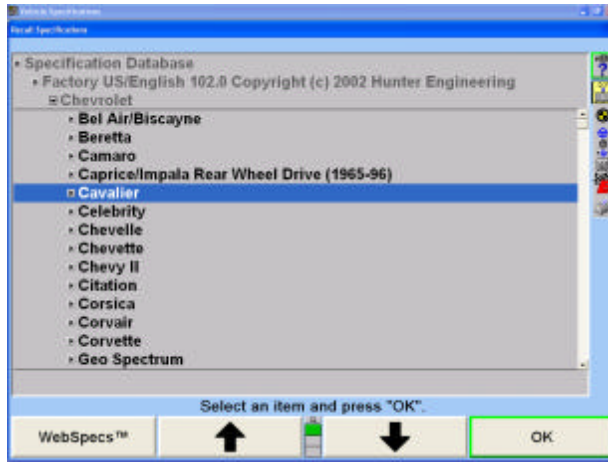 Vehicle Specifications
Recall Specifications
Specification Database
Factory US/English 102.0 Copyright (c) 2002 Hunter Engineering
Chevrolet
Bel Air/Biscayne
Beretta
Camaro
Caprice/Impala Rear Wheel Drive (1965-96)
Cavalier
Celebrity
Chevelle
Chevette
Chevy II
Citation
Corsica
Corvair
Corvette
Geo Spectrum
Select an item and press "OK".
WebSpecs™
OK